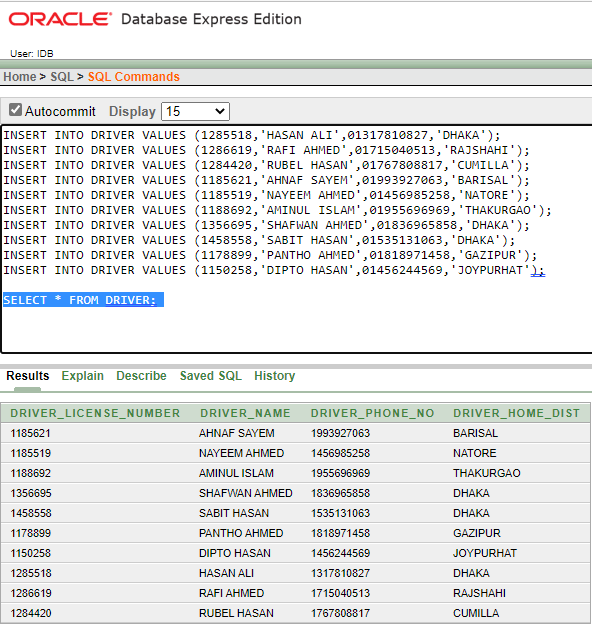 ORACLE® Database Express Edition
User: IDB
Home > SQL > SQL Commands
Autocommit Display 15
INSERT INTO DRIVER VALUES (1285518,'HASAN ALI',01317810827,'DHAKA');
INSERT INTO DRIVER VALUES (1286619,'RAFI AHMED',01715040513,'RAJSHAHI');
INSERT INTO DRIVER VALUES (1284420,'RUBEL HASAN',01767808817,'CUMILLA');
INSERT INTO DRIVER VALUES (1185621,'AHNAF SAYEM',01993927063,'BARISAL');
INSERT INTO DRIVER VALUES (1185519,'NAYEEM AHMED',01456985258,'NATORE');
INSERT INTO DRIVER VALUES (1188692,'AMINUL ISLAM',01955696969,'THAKURGAO');
INSERT INTO DRIVER VALUES (1356695,'SHAFWAN AHMED',01836965858,'DHAKA');
INSERT INTO DRIVER VALUES (1458558,'SABIT HASAN',01535131063,'DHAKA');
INSERT INTO DRIVER VALUES (1178899,'PANTHO AHMED',01818971458,'GAZIPUR');
INSERT INTO DRIVER VALUES (1150258,'DIPTO HASAN',01456244569,'JOYPURHAT');
SELECT * FROM DRIVER;
Results Explain Describe Saved SQL History
DRIVER_LICENSE_NUMBER DRIVER_NAME DRIVER_PHONE_NO DRIVER_HOME_DIST
1185621 AHNAF SAYEM 1993927063 BARISAL
1185519 NAYEEM AHMED 1456985258 NATORE
1188692 AMINUL ISLAM 1955696969 THAKURGAO
1356695 SHAFWAN AHMED 1836965858 DHAKA
1458558 SABIT HASAN 1535131063 DHAKA
1178899 PANTHO AHMED 1818971458 GAZIPUR
1150258 DIPTO HASAN 1456244569 JOYPURHAT
1285518 HASAN ALI 1317810827 DHAKA
1286619 RAFI AHMED 1715040513 RAJSHAHI
1284420 RUBEL HASAN 1767808817 CUMILLA